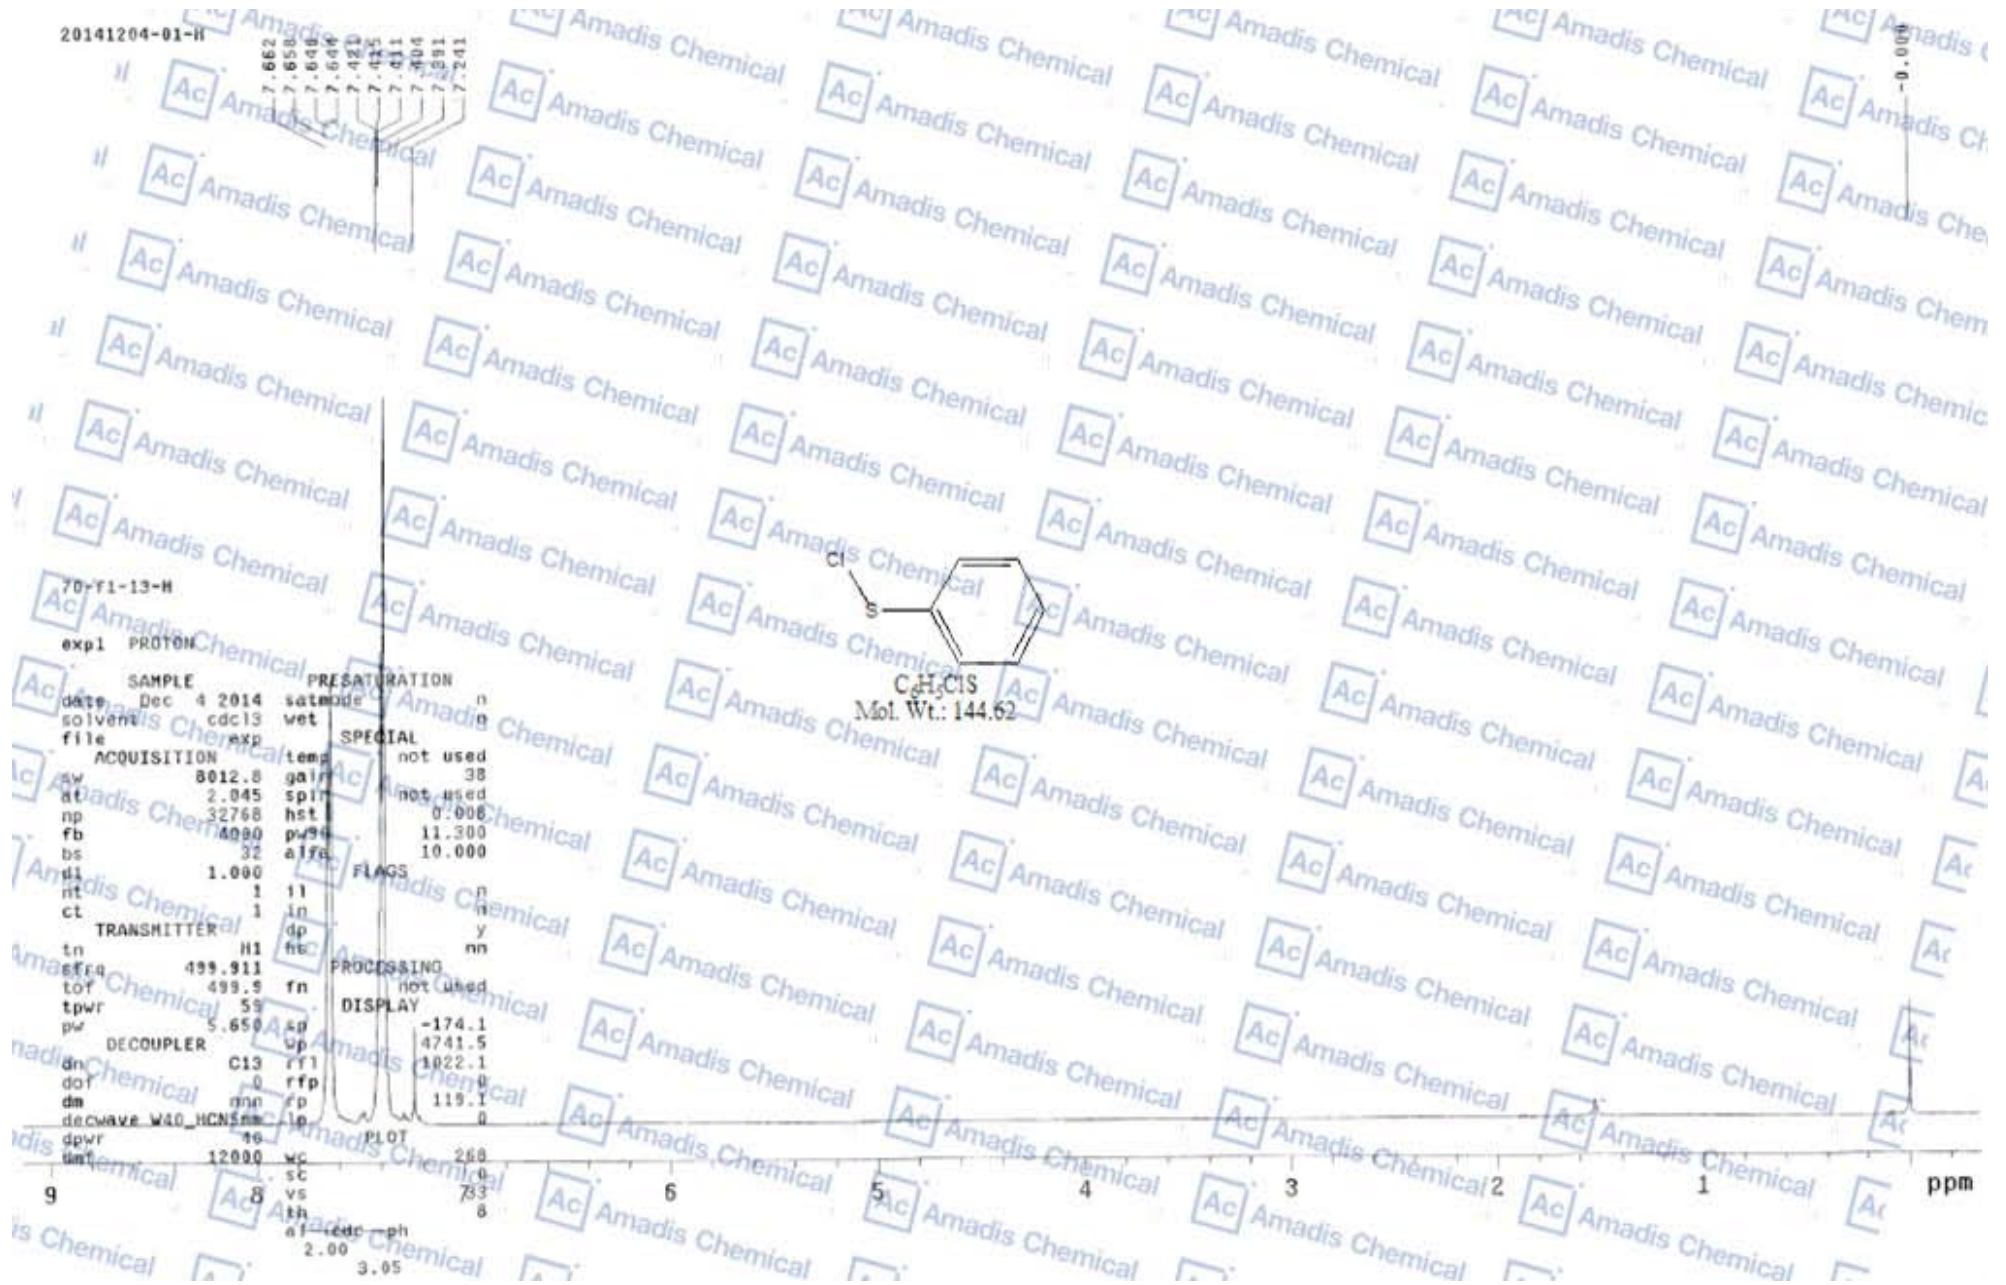 20141204-01-H
7.662
7.658
7.648
7.644
7.421
7.415
7.411
7.404
7.391
7.241
-0.000
70-f1-13-H
exp1 PROTON
SAMPLE PRESATURATION
date Dec 4 2014 satmode n
solvent cdcl3 wet n
file exp SPECIAL
ACQUISITION temp not used
sw 8012.8 gain 38
at 2.045 spin not used
np 32768 hst 0.008
fb 4000 pw90 11.300
bs 32 alfa 10.000
d1 1.000 FLAGS
nt 1 il n
ct 1 in n
TRANSMITTER dp y
tn H1 hs nn
sfrq 499.911 PROCESSING
tof 499.9 fn not used
tpwr 59 DISPLAY
pw 5.650 sp -174.1
DECOUPLER wp 4741.5
dn C13 rfl 1022.1
dof 0 rfp 0
dm nnn rp 119.1
decwave W40_HCN5mm lp 0
dpwr 46 PLOT
dmf 12000 wc 268
sc 0
vs 33
th 8
ai cdc ph
Cl
S
C6H5ClS
Mol. Wt.: 144.62
9 8 7 6 5 4 3 2 1 ppm
2.00
3.05
Ac Amadis Chemical